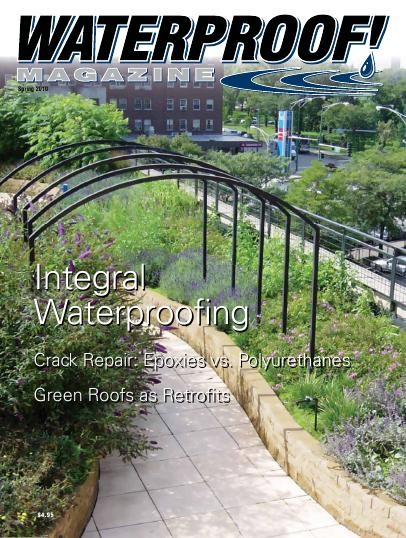 WATERPROOF!
MAGAZINE
Spring 2010
Integral
Waterproofing
Crack Repair: Epoxies vs. Polyurethanes
Green Roofs as Retrofits
$4.95